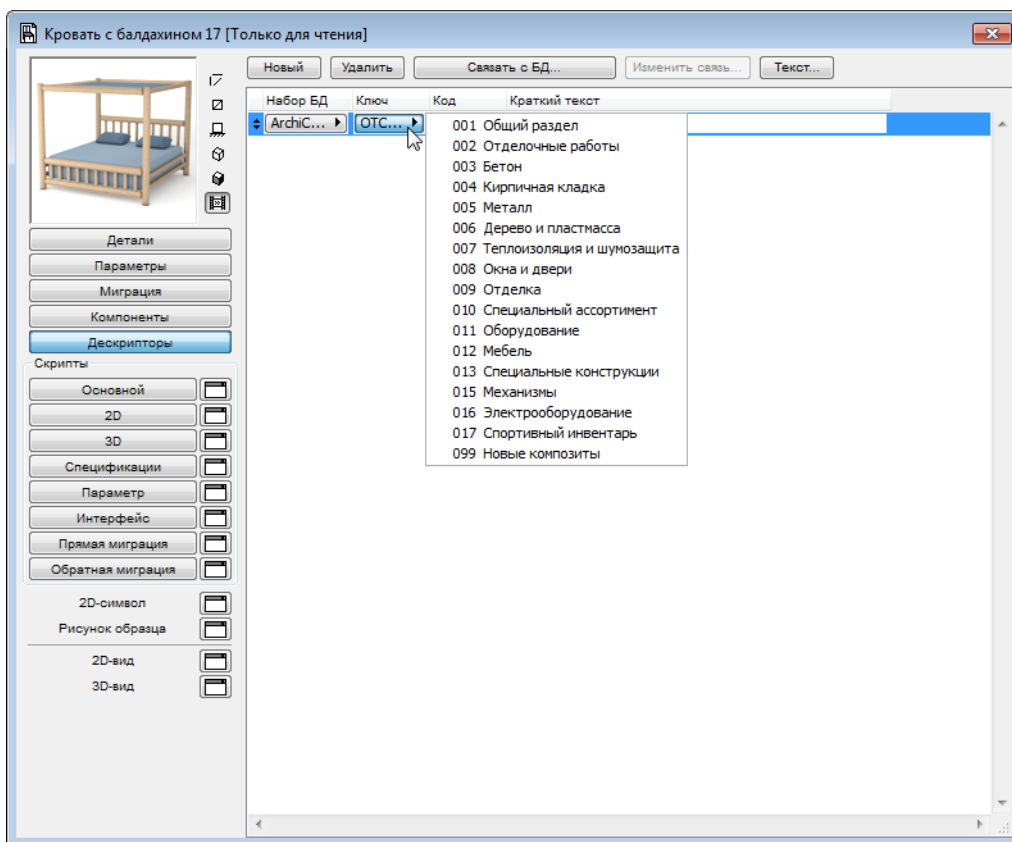 Кровать с балдахином 17 [Только для чтения]
Новый Удалить Связать с БД... Изменить связь... Текст...
Набор БД Ключ Код Краткий текст
ArchiC... ОТС...
001 Общий раздел
002 Отделочные работы
003 Бетон
004 Кирпичная кладка
005 Металл
006 Дерево и пластмасса
007 Теплоизоляция и шумозащита
008 Окна и двери
009 Отделка
010 Специальный ассортимент
011 Оборудование
012 Мебель
013 Специальные конструкции
015 Механизмы
016 Электрооборудование
017 Спортивный инвентарь
099 Новые композиты
Детали
Параметры
Миграция
Компоненты
Дескрипторы
Скрипты
Основной
2D
3D
Спецификации
Параметр
Интерфейс
Прямая миграция
Обратная миграция
2D-символ
Рисунок образца
2D-вид
3D-вид